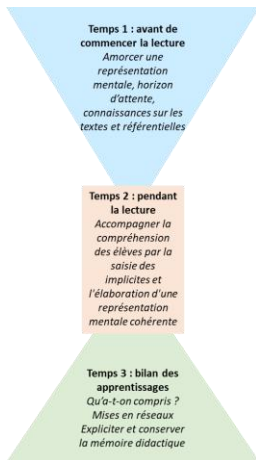 Temps 1 : avant de
commencer la lecture
Amorcer une
représentation
mentale, horizon
d'attente,
connaissances sur les
textes et référentielles
Temps 2 : pendant
la lecture
Accompagner la
compréhension
des élèves par la
saisie des
implicites et
l'élaboration d'une
représentation
mentale cohérente
Temps 3 : bilan des
apprentissages
Qu'a-t-on compris ?
Mises en réseaux
Expliciter et conserver
la mémoire didactique